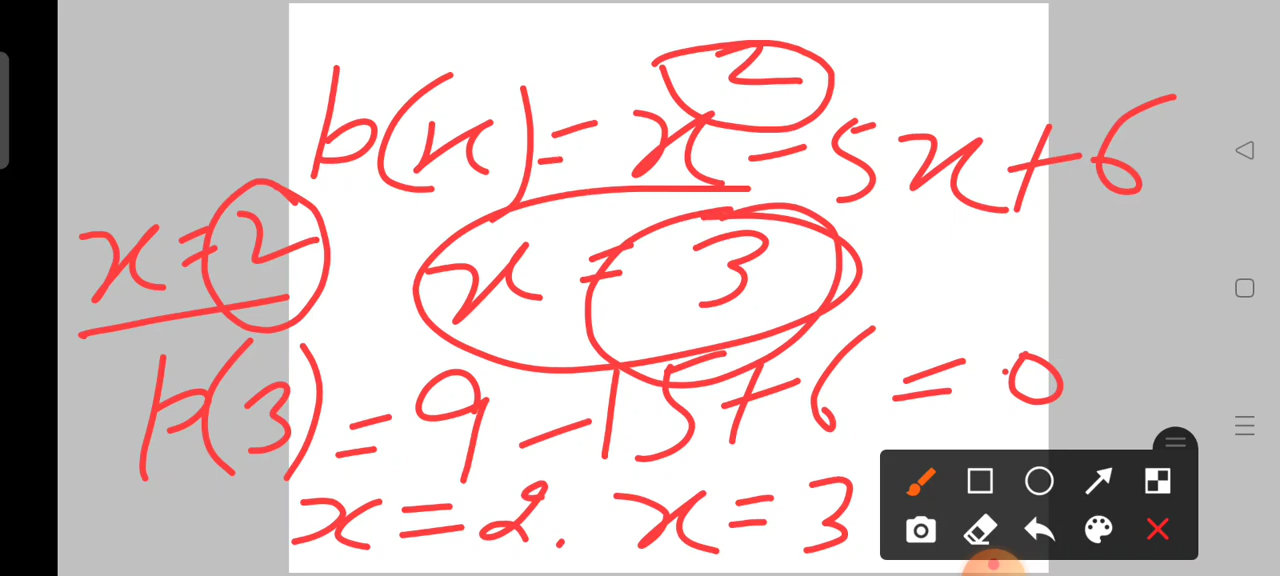 p(x) = x² - 5x + 6
x = 2
x = 3
p(3) = 9 - 15 + 6 = 0
x = 2. x = 3